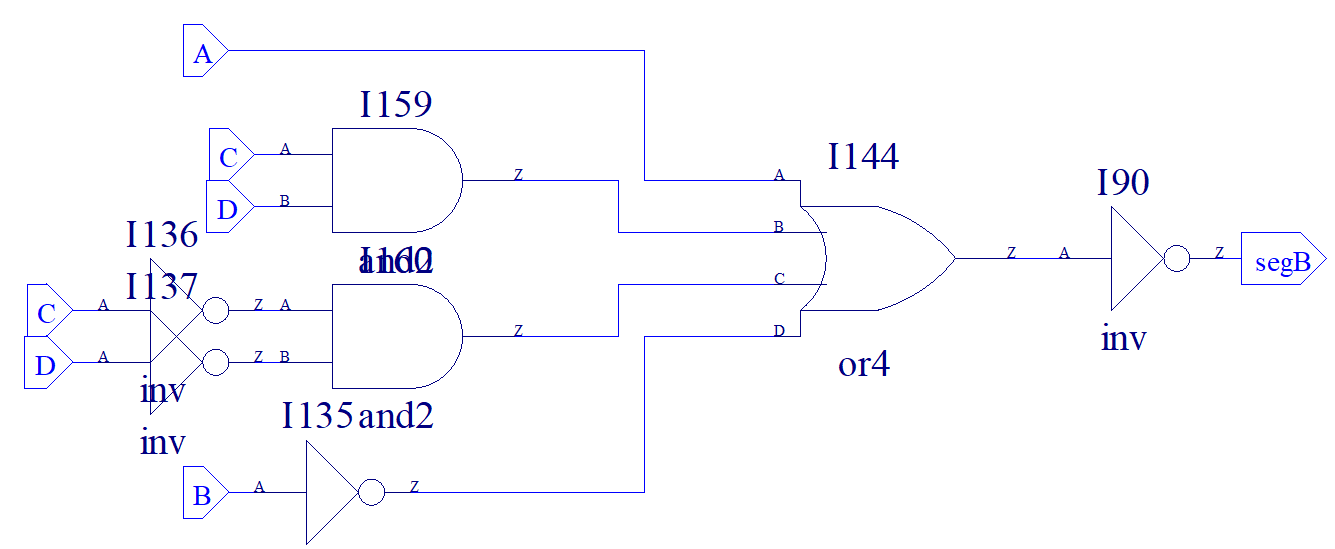 A
I159
C A
D B
Z
and2
I144
A
B
C
D
Z
or4
I90
A
Z
inv
segB
I136
I137
C A
D A
Z A
Z B
inv
inv
I160
Z
and2
I135
B A
Z